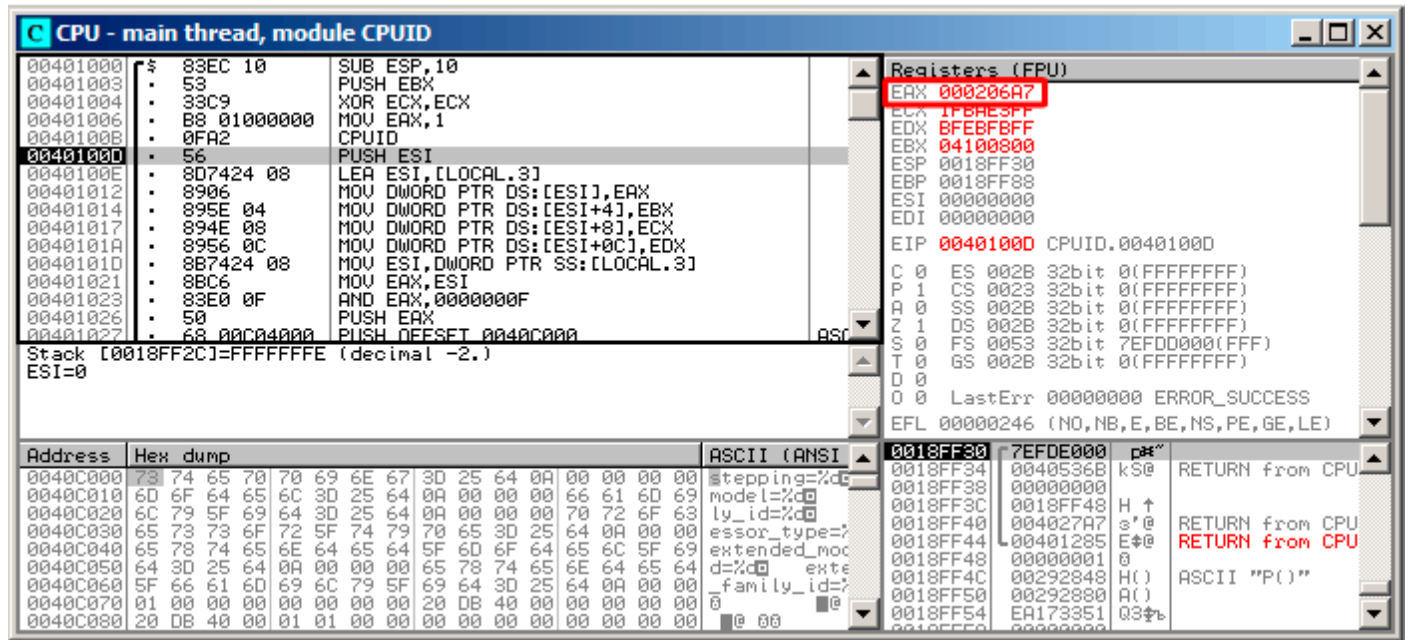 C CPU - main thread, module CPUID
00401000 $ 83EC 10 SUB ESP,10
00401003 . 53 PUSH EBX
00401004 . 33C9 XOR ECX,ECX
00401006 . B8 01000000 MOV EAX,1
0040100B . 0FA2 CPUID
0040100D . 56 PUSH ESI
0040100E . 8D7424 08 LEA ESI,[LOCAL.3]
00401012 . 8906 MOV DWORD PTR DS:[ESI],EAX
00401014 . 895E 04 MOV DWORD PTR DS:[ESI+4],EBX
00401017 . 894E 08 MOV DWORD PTR DS:[ESI+8],ECX
0040101A . 8956 0C MOV DWORD PTR DS:[ESI+0C],EDX
0040101D . 8B7424 08 MOV ESI,DWORD PTR SS:[LOCAL.3]
00401021 . 8BC6 MOV EAX,ESI
00401023 . 83E0 0F AND EAX,0000000F
00401026 . 50 PUSH EAX
00401027 . 68 00C04000 PUSH OFFSET 0040C000 ASC
Stack [0018FF2C]=FFFFFFFE (decimal -2.)
ESI=0
Registers (FPU)
EAX 000206A7
ECX 1FBAE3FF
EDX BFEBFBFF
EBX 04100800
ESP 0018FF30
EBP 0018FF88
ESI 00000000
EDI 00000000
EIP 0040100D CPUID.0040100D
C 0 ES 002B 32bit 0(FFFFFFFF)
P 1 CS 0023 32bit 0(FFFFFFFF)
A 0 SS 002B 32bit 0(FFFFFFFF)
Z 1 DS 002B 32bit 0(FFFFFFFF)
S 0 FS 0053 32bit 7EFDD000(FFF)
T 0 GS 002B 32bit 0(FFFFFFFF)
D 0
O 0 LastErr 00000000 ERROR_SUCCESS
EFL 00000246 (NO,NB,E,BE,NS,PE,GE,LE)
Address Hex dump ASCII (ANSI
0040C000 73 74 65 70 70 69 6E 67 3D 25 64 0A 00 00 00 00 stepping=%d
0040C010 6D 6F 64 65 6C 3D 25 64 0A 00 00 00 66 61 6D 69 model=%d fami
0040C020 6C 79 5F 69 64 3D 25 64 0A 00 00 00 70 72 6F 63 ly_id=%d
0040C030 65 73 73 6F 72 5F 74 79 70 65 3D 25 64 0A 00 00 essor_type=%
0040C040 65 78 74 65 6E 64 65 64 5F 6D 6F 64 65 6C 5F 69 extended_moc
0040C050 64 3D 25 64 0A 00 00 00 65 78 74 65 6E 64 65 64 d=%d exte
0040C060 5F 66 61 6D 69 6C 79 5F 69 64 3D 25 64 0A 00 00 _family_id=%
0040C070 01 00 00 00 00 00 00 00 20 DB 40 00 00 00 00 00 @
0040C080 20 DB 40 00 01 01 00 00 00 00 00 00 00 00 00 00 @
0018FF30 7EFDE000
0018FF34 0040536B kS@ RETURN from CPU
0018FF38 00000000
0018FF3C 0018FF48 H ↑
0018FF40 004027A7 RETURN from CPU
0018FF44 00401285 RETURN from CPU
0018FF48 00000001
0018FF4C 00292848 H() ASCII "P()"
0018FF50 00292880 А()
0018FF54 EA173351